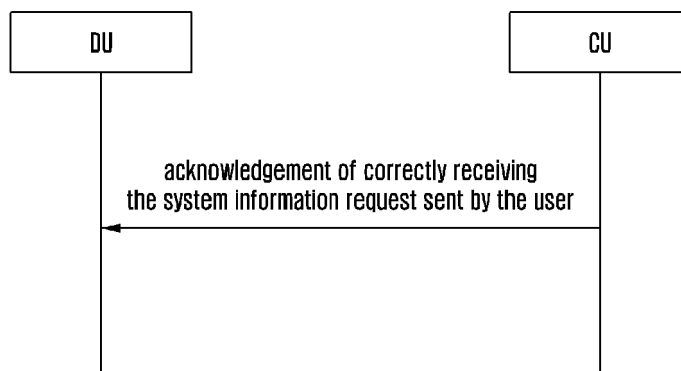 DU
CU
acknowledgement of correctly receiving
the system information request sent by the user